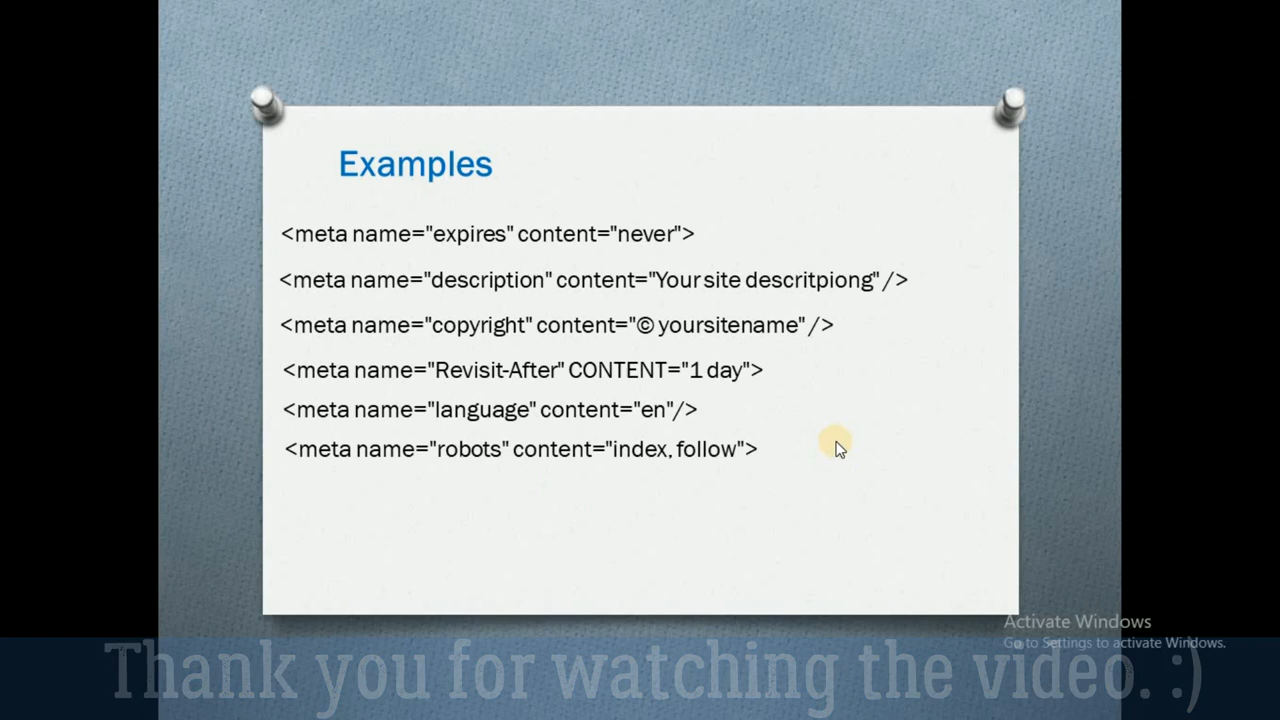 Examples
<meta name="expires" content="never">
<meta name="description" content="Your site descritpiong" />
<meta name="copyright" content="© yoursitename" />
<meta name="Revisit-After" CONTENT="1 day">
<meta name="language" content="en"/>
<meta name="robots" content="index, follow">
Activate Windows
Go to Settings to activate Windows.
Thank you for watching the video. :)